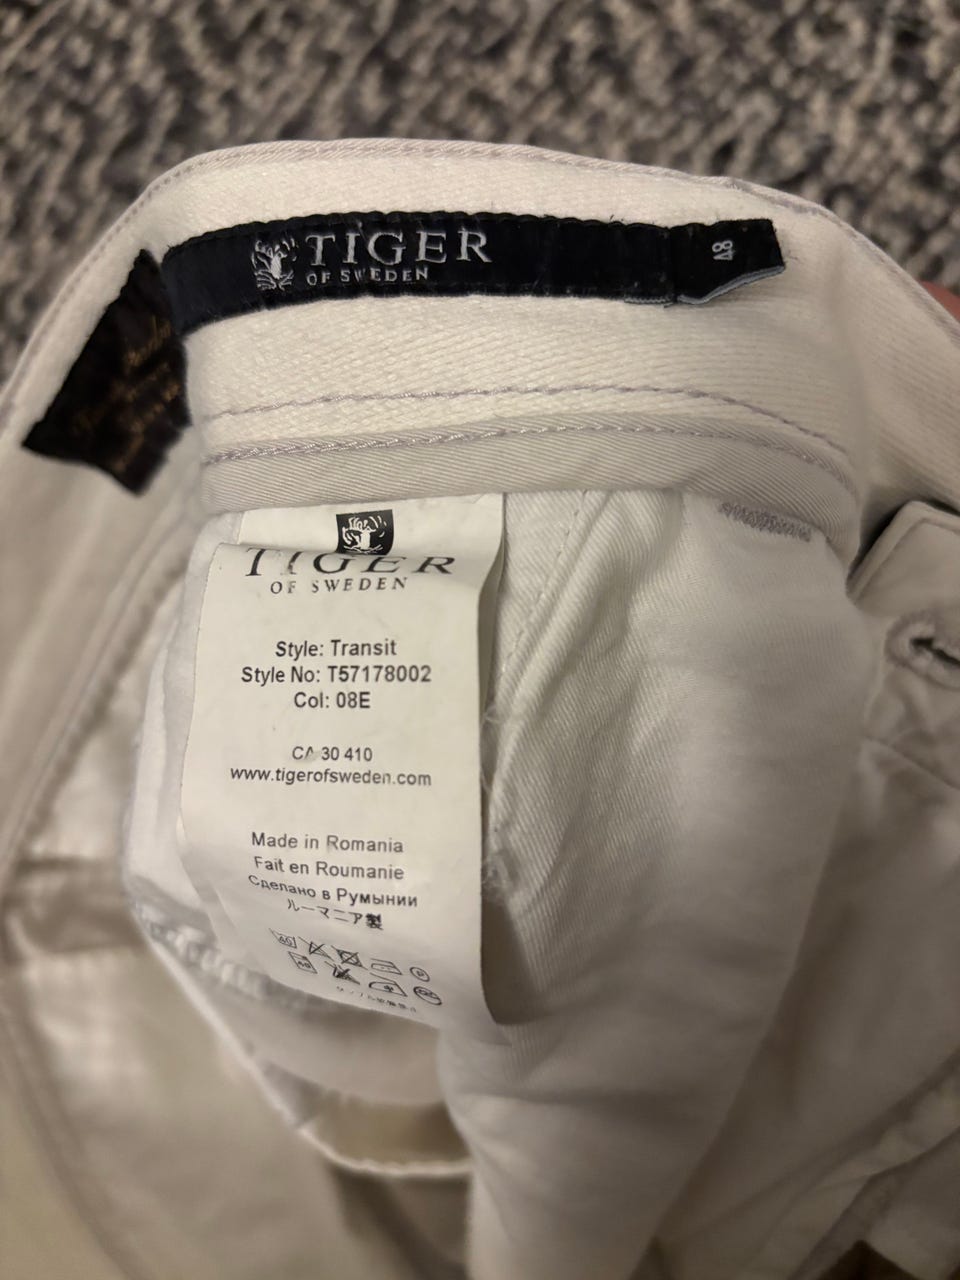 TIGER
OF SWEDEN
48
TIGER
OF SWEDEN
Style: Transit
Style No: T57178002
Col: 08E
CA 30 410
www.tigerofsweden.com
Made in Romania
Fait en Roumanie
Сделано в Румынии
ルーマニア製